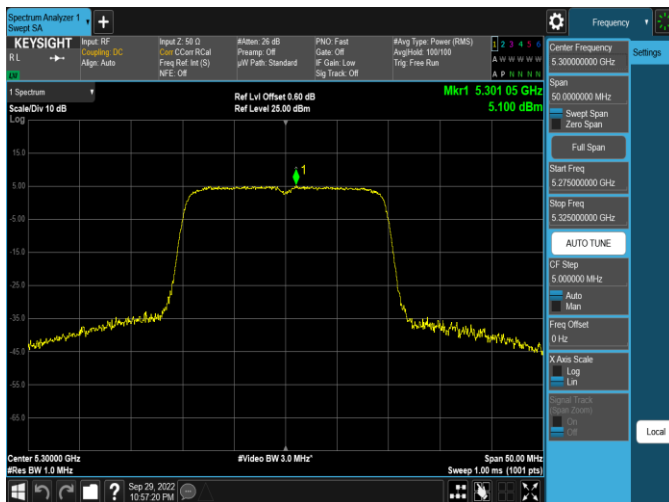 Spectrum Analyzer 1
Swept SA
+
Frequency
KEYSIGHT
R L
Input: RF
Coupling: DC
Align: Auto
Input Z: 50 Ω
Corr CCorr RCal
Freq Ref: Int (S)
NFE: Off
#Atten: 26 dB
Preamp: Off
µW Path: Standard
PNO: Fast
Gate: Off
IF Gain: Low
Sig Track: Off
#Avg Type: Power (RMS)
Avg|Hold: 100/100
Trig: Free Run
1 2 3 4 5 6
A W W W W W
A P N N N N
1 Spectrum
Scale/Div 10 dB
Log
Ref Lvl Offset 0.60 dB
Ref Level 25.00 dBm
Mkr1 5.301 05 GHz
5.100 dBm
15.0
5.00
-5.00
-15.0
-25.0
-35.0
-45.0
-55.0
-65.0
1
Center 5.30000 GHz
#Res BW 1.0 MHz
#Video BW 3.0 MHz*
Span 50.00 MHz
Sweep 1.00 ms (1001 pts)
Center Frequency
5.300000000 GHz
Settings
Span
50.0000000 MHz
Swept Span
Zero Span
Full Span
Start Freq
5.275000000 GHz
Stop Freq
5.325000000 GHz
AUTO TUNE
CF Step
5.000000 MHz
Auto
Man
Freq Offset
0 Hz
X Axis Scale
Log
Lin
Signal Track
(Span Zoom)
On
Off
Local
?
Sep 29, 2022
10:57:20 PM